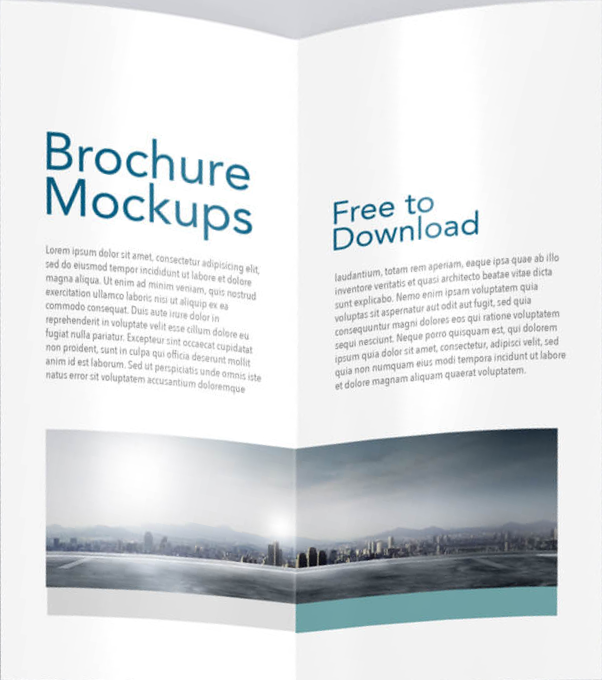 Brochure
Mockups
Lorem ipsum dolor sit amet, consectetur adipisicing elit,
sed do eiusmod tempor incididunt ut labore et dolore
magna aliqua. Ut enim ad minim veniam, quis nostrud
exercitation ullamco laboris nisi ut aliquip ex ea
commodo consequat. Duis aute irure dolor in
reprehenderit in voluptate velit esse cillum dolore eu
fugiat nulla pariatur. Excepteur sint occaecat cupidatat
non proident, sunt in culpa qui officia deserunt mollit
anim id est laborum. Sed ut perspiciatis unde omnis iste
natus error sit voluptatem accusantium doloremque
Free to
Download
laudantium, totam rem aperiam, eaque ipsa quae ab illo
inventore veritatis et quasi architecto beatae vitae dicta
sunt explicabo. Nemo enim ipsam voluptatem quia
voluptas sit aspernatur aut odit aut fugit, sed quia
consequuntur magni dolores eos qui ratione voluptatem
sequi nesciunt. Neque porro quisquam est, qui dolorem
ipsum quia dolor sit amet, consectetur, adipisci velit, sed
quia non numquam eius modi tempora incidunt ut labore
et dolore magnam aliquam quaerat voluptatem.